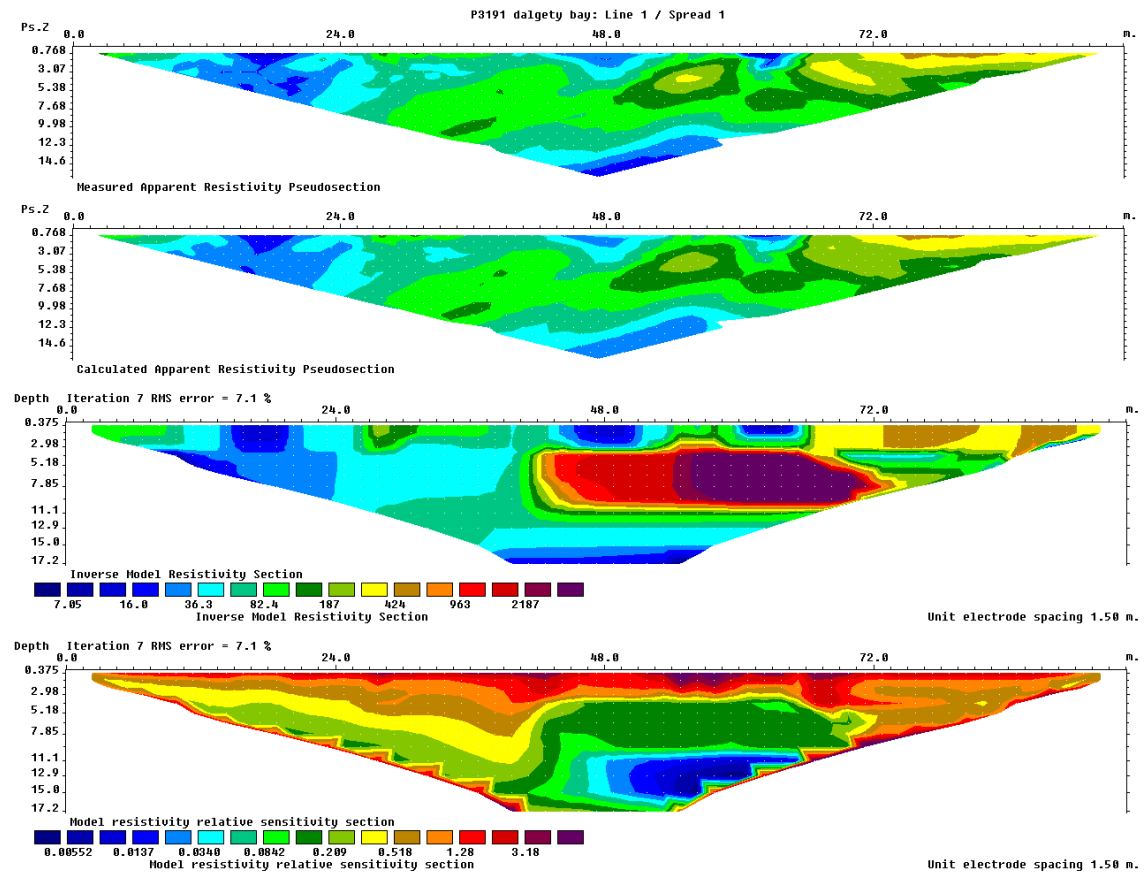 P3191 dalgety bay: Line 1 / Spread 1
Ps.Z 0.0 24.0 48.0 72.0 m.
0.768
3.07
5.38
7.68
9.98
12.3
14.6
Measured Apparent Resistivity Pseudosection
Ps.Z 0.0 24.0 48.0 72.0 m.
0.768
3.07
5.38
7.68
9.98
12.3
14.6
Calculated Apparent Resistivity Pseudosection
Depth Iteration 7 RMS error = 7.1 %
0.0 24.0 48.0 72.0 m.
0.375
2.98
5.18
7.85
11.1
12.9
15.0
17.2
Inverse Model Resistivity Section
7.05 16.0 36.3 82.4 187 424 963 2187
Inverse Model Resistivity Section Unit electrode spacing 1.50 m.
Depth Iteration 7 RMS error = 7.1 %
0.0 24.0 48.0 72.0 m.
0.375
2.98
5.18
7.85
11.1
12.9
15.0
17.2
Model resistivity relative sensitivity section
0.00552 0.0137 0.0340 0.0842 0.209 0.518 1.28 3.18
Model resistivity relative sensitivity section Unit electrode spacing 1.50 m.